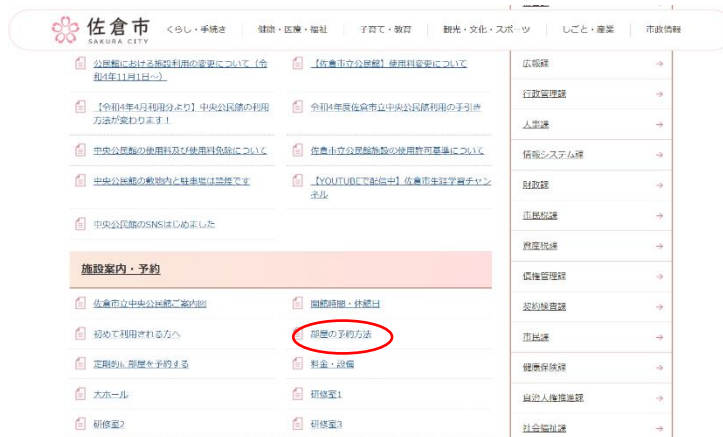 佐倉市
SAKURA CITY
くらし・手続き
健康・医療・福祉
子育て・教育
観光・文化・スポーツ
しごと・産業
市政情報
公民館における施設利用の変更について（令
和4年11月1日～）
【佐倉市立公民館】使用料変更について
【令和4年4月利用分より】中央公民館の利用
方法が変わります！
令和4年度佐倉市立中央公民館利用の手引き
中央公民館の使用料及び使用料免除について
佐倉市立公民館施設の使用許可基準について
中央公民館の敷地内と駐車場は禁煙です
【YOUTUBEで配信中】佐倉市生涯学習チャン
ネル
中央公民館のSNSはじめました
施設案内・予約
佐倉市立中央公民館ご案内図
開館時間・休館日
初めて利用される方へ
部屋の予約方法
定期的に部屋を予約する
料金・設備
大ホール
研修室1
研修室2
研修室3
広報課
行政管理課
人事課
情報システム課
財政課
市民税課
資産税課
債権管理課
契約検査課
市民課
健康保険課
自治人権推進課
社会福祉課